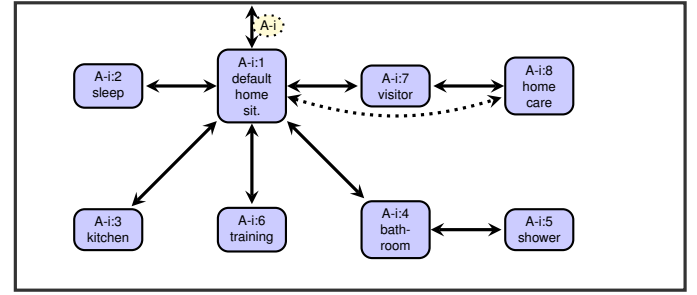 A-i
A-i:1
default
home
sit.
A-i:2
sleep
A-i:7
visitor
A-i:8
home
care
A-i:3
kitchen
A-i:6
training
A-i:4
bath-
room
A-i:5
shower